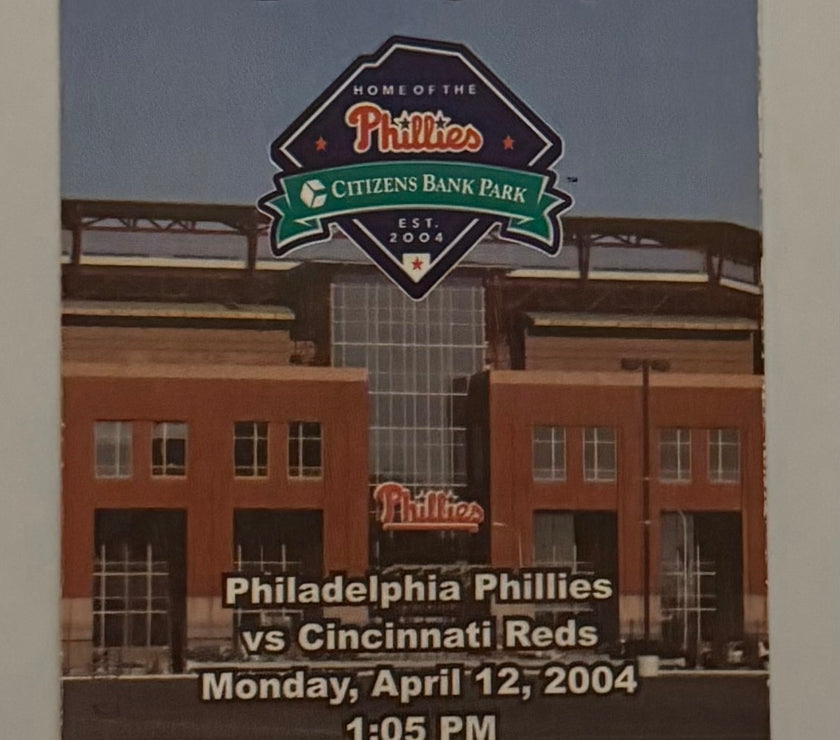 HOME OF THE
Phillies
CITIZENS BANK PARK
™
EST.
2004
Phillies
Philadelphia Phillies
vs Cincinnati Reds
Monday, April 12, 2004
1:05 PM